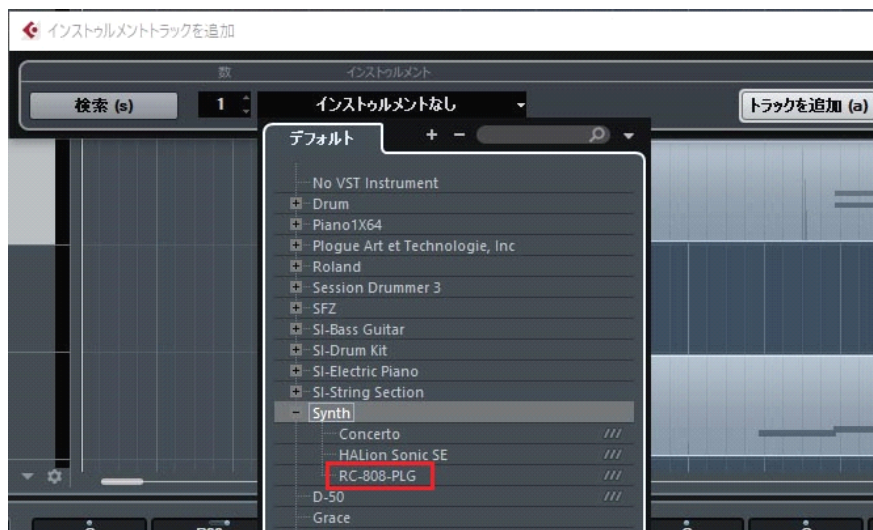 インストゥルメントトラックを追加
数 インストゥルメント
検索 (s) 1 インストゥルメントなし トラックを追加 (a)
デフォルト + −
No VST Instrument
Drum
Piano1X64
Plogue Art et Technologie, Inc
Roland
Session Drummer 3
SFZ
SI-Bass Guitar
SI-Drum Kit
SI-Electric Piano
SI-String Section
Synth
Concerto ///
HALion Sonic SE ///
RC-808-PLG ///
D-50 ///
Grace